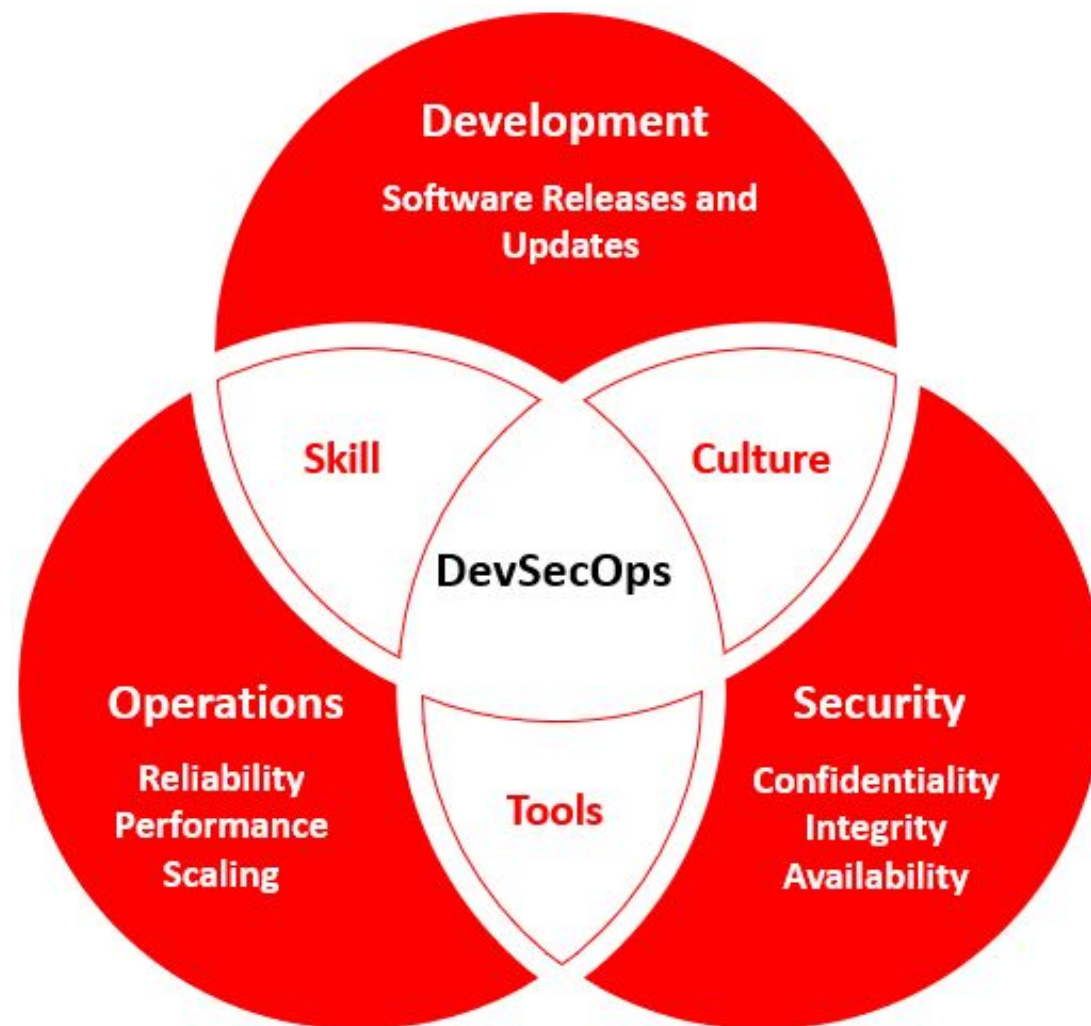 Development
Software Releases and
Updates
Skill
Culture
DevSecOps
Operations
Reliability
Performance
Scaling
Security
Confidentiality
Integrity
Availability
Tools